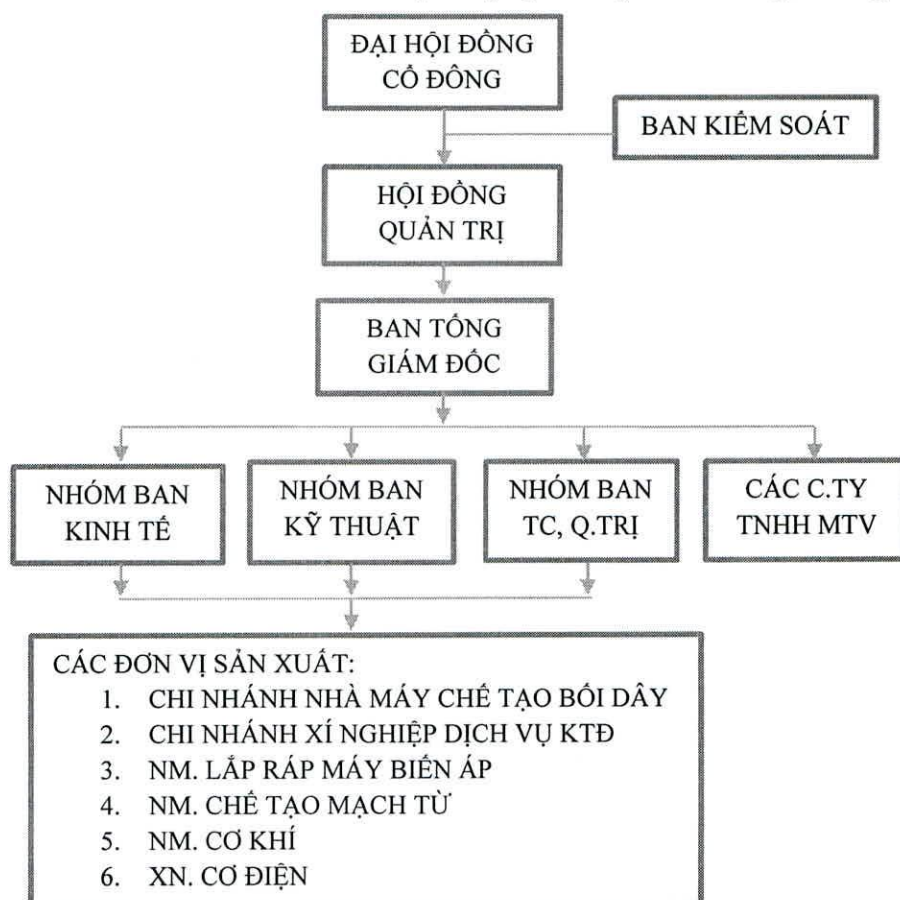 ĐẠI HỘI ĐỒNG
CỔ ĐÔNG
BAN KIỂM SOÁT
HỘI ĐỒNG
QUẢN TRỊ
BAN TỔNG
GIÁM ĐỐC
NHÓM BAN
KINH TẾ
NHÓM BAN
KỸ THUẬT
NHÓM BAN
TC, Q.TRỊ
CÁC C.TY
TNHH MTV
CÁC ĐƠN VỊ SẢN XUẤT:
1. CHI NHÁNH NHÀ MÁY CHẾ TẠO BỐI DÂY
2. CHI NHÁNH XÍ NGHIỆP DỊCH VỤ KTĐ
3. NM. LẮP RÁP MÁY BIẾN ÁP
4. NM. CHẾ TẠO MẠCH TỪ
5. NM. CƠ KHÍ
6. XN. CƠ ĐIỆN